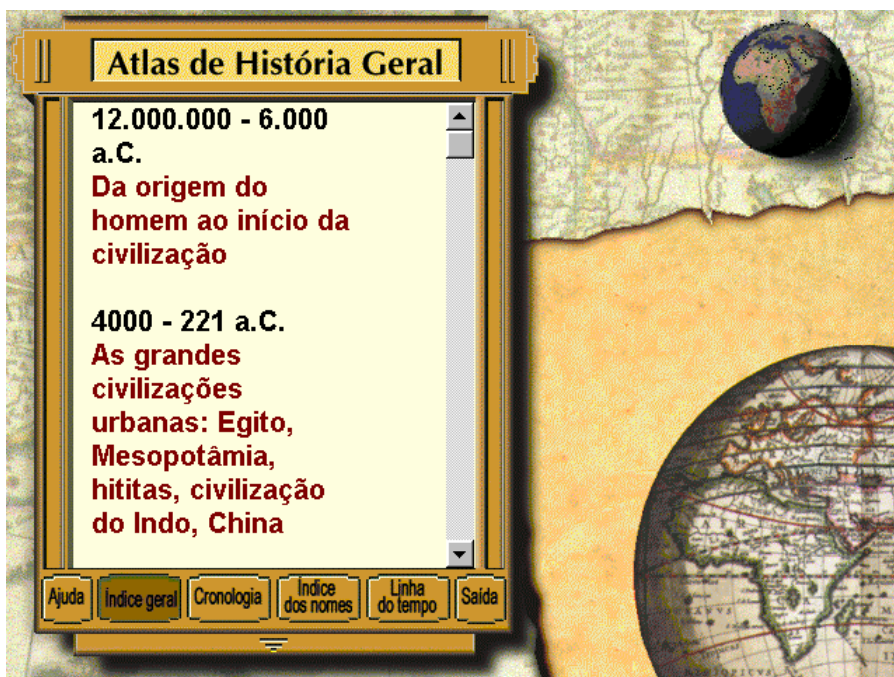 Atlas de História Geral
12.000.000 - 6.000
a.C.
Da origem do
homem ao início da
civilização
4000 - 221 a.C.
As grandes
civilizações
urbanas: Egito,
Mesopotâmia,
hititas, civilização
do Indo, China
Ajuda
Índice geral
Cronologia
Índice
dos nomes
Linha
do tempo
Saída